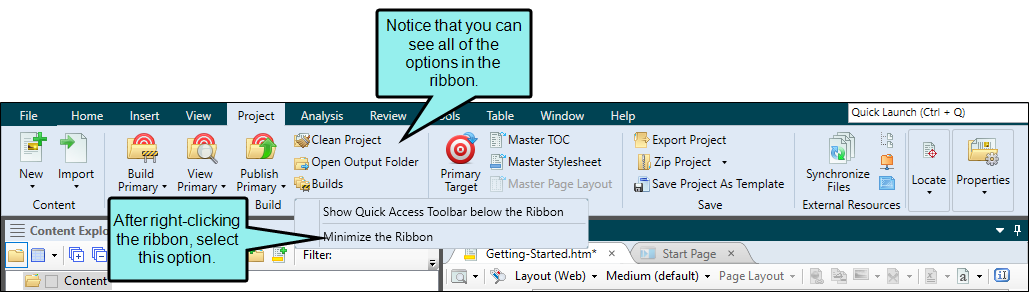 Notice that you can
see all of the
options in the
ribbon.
File Home Insert View Project Analysis Review ools Table Window Help
Quick Launch (Ctrl + Q)
New
Import
Content
Build
Primary
View
Primary
Publish
Primary
Clean Project
Open Output Folder
Builds
Build
Primary
Target
Master TOC
Master Stylesheet
Master Page Layout
Export Project
Zip Project
Save Project As Template
Save
Synchronize
Files
External Resources
Locate
Properties
Show Quick Access Toolbar below the Ribbon
Minimize the Ribbon
After right-clicking
the ribbon, select
this option.
Content Explo
Filter:
Content
Getting-Started.htm* Start Page
Layout (Web) Medium (default) Page Layout